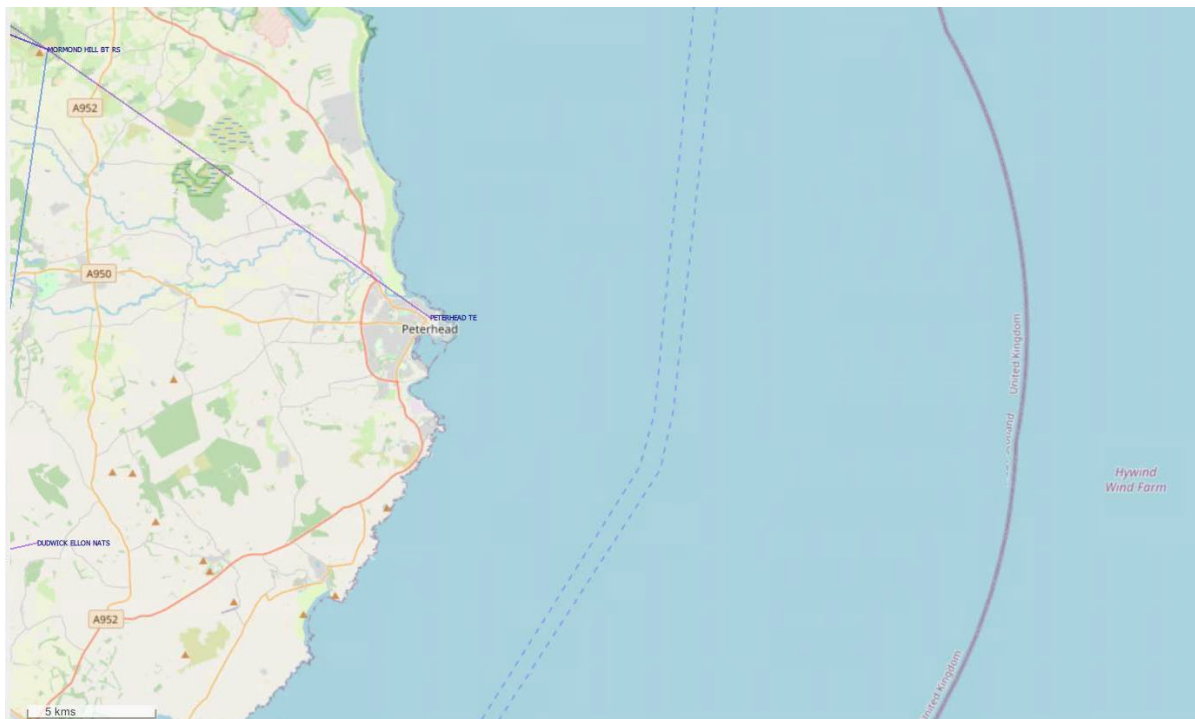 MORMOND HILL BT RS
A952
A950
PETERHEAD TE
Peterhead
United Kingdom
Hywind
Wind Farm
DUDWICK ELLON NATS
A952
United Kingdom
5 kms